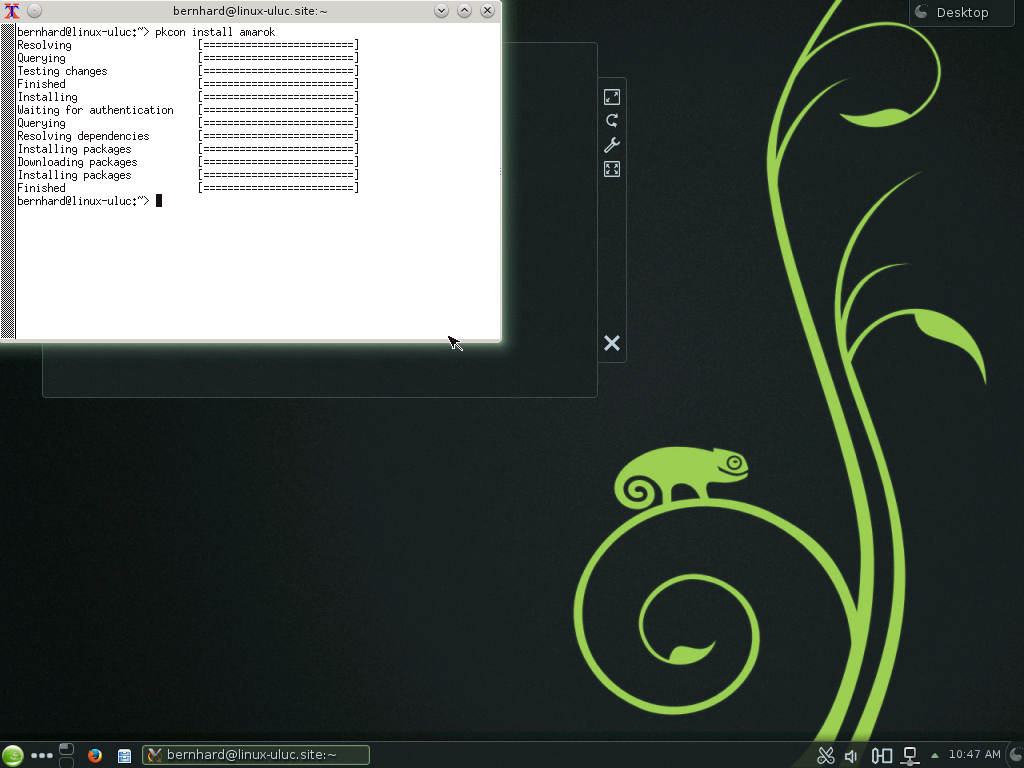 bernhard@linux-uluc.site:~
Desktop
bernhard@linux-uluc:~> pkcon install amarok
Resolving [=========================]
Querying [=========================]
Testing changes [=========================]
Finished [=========================]
Installing [=========================]
Waiting for authentication [=========================]
Querying [=========================]
Resolving dependencies [=========================]
Installing packages [=========================]
Downloading packages [=========================]
Installing packages [=========================]
Finished [=========================]
bernhard@linux-uluc:~>
bernhard@linux-uluc.site:~
10:47 AM